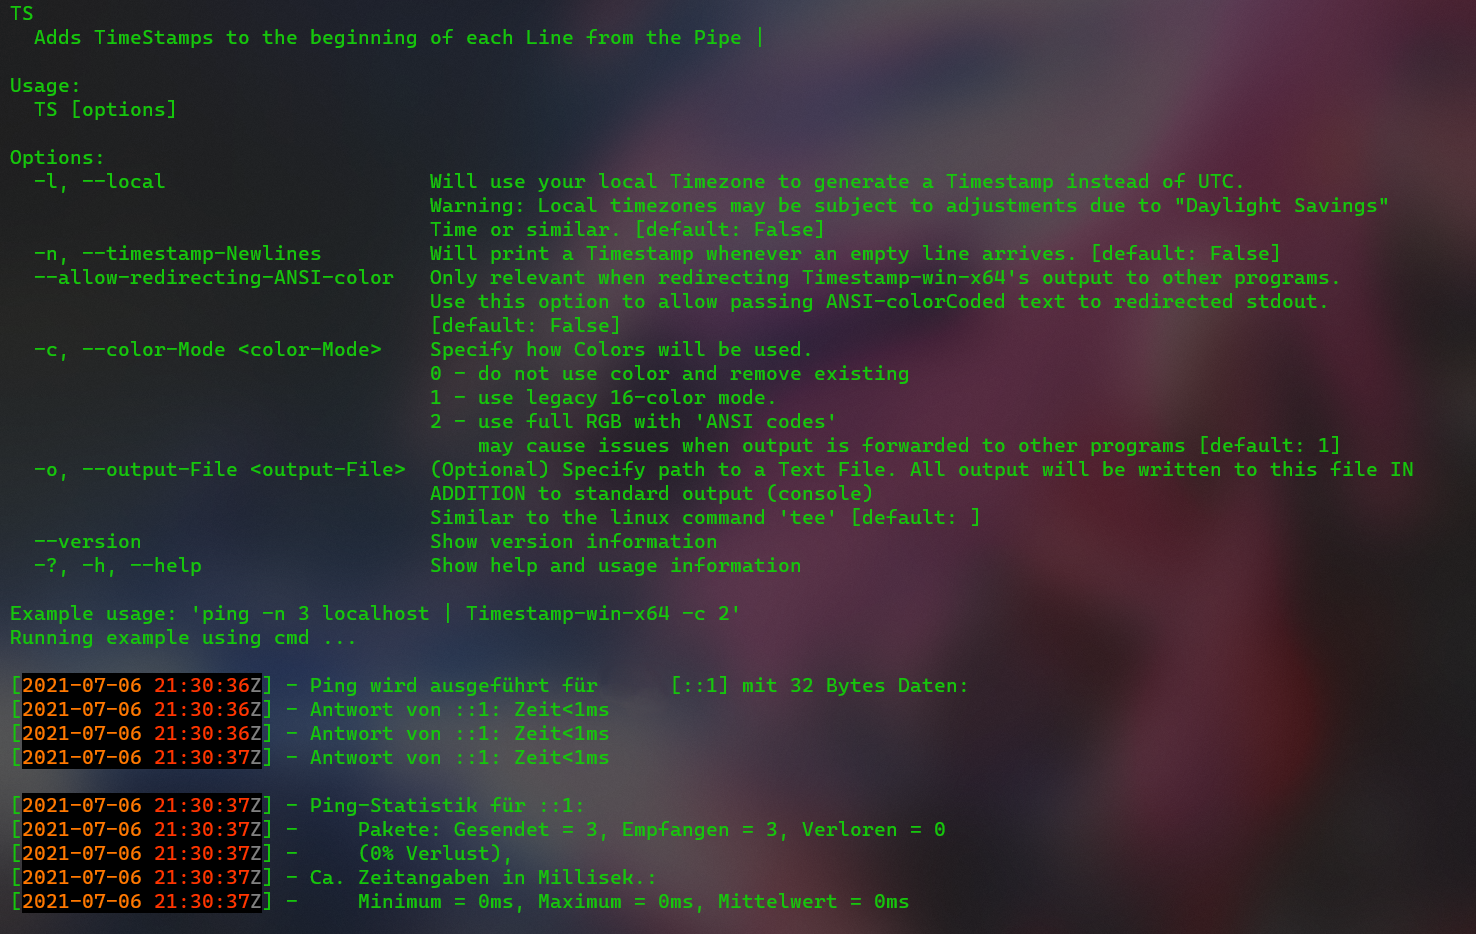 TS
  Adds TimeStamps to the beginning of each Line from the Pipe |

Usage:
  TS [options]

Options:
  -l, --local                      Will use your local Timezone to generate a Timestamp instead of UTC.
                                   Warning: Local timezones may be subject to adjustments due to "Daylight Savings"
                                   Time or similar. [default: False]
  -n, --timestamp-Newlines         Will print a Timestamp whenever an empty line arrives. [default: False]
  --allow-redirecting-ANSI-color   Only relevant when redirecting Timestamp-win-x64's output to other programs.
                                   Use this option to allow passing ANSI-colorCoded text to redirected stdout.
                                   [default: False]
  -c, --color-Mode <color-Mode>    Specify how Colors will be used.
                                   0 - do not use color and remove existing
                                   1 - use legacy 16-color mode.
                                   2 - use full RGB with 'ANSI codes'
                                       may cause issues when output is forwarded to other programs [default: 1]
  -o, --output-File <output-File>  (Optional) Specify path to a Text File. All output will be written to this file IN
                                   ADDITION to standard output (console)
                                   Similar to the linux command 'tee' [default: ]
  --version                        Show version information
  -?, -h, --help                   Show help and usage information

Example usage: 'ping -n 3 localhost | Timestamp-win-x64 -c 2'
Running example using cmd ...

[2021-07-06 21:30:36Z] - Ping wird ausgeführt für      [::1] mit 32 Bytes Daten:
[2021-07-06 21:30:36Z] - Antwort von ::1: Zeit<1ms
[2021-07-06 21:30:36Z] - Antwort von ::1: Zeit<1ms
[2021-07-06 21:30:37Z] - Antwort von ::1: Zeit<1ms

[2021-07-06 21:30:37Z] - Ping-Statistik für ::1:
[2021-07-06 21:30:37Z] -     Pakete: Gesendet = 3, Empfangen = 3, Verloren = 0
[2021-07-06 21:30:37Z] -     (0% Verlust),
[2021-07-06 21:30:37Z] - Ca. Zeitangaben in Millisek.:
[2021-07-06 21:30:37Z] -     Minimum = 0ms, Maximum = 0ms, Mittelwert = 0ms